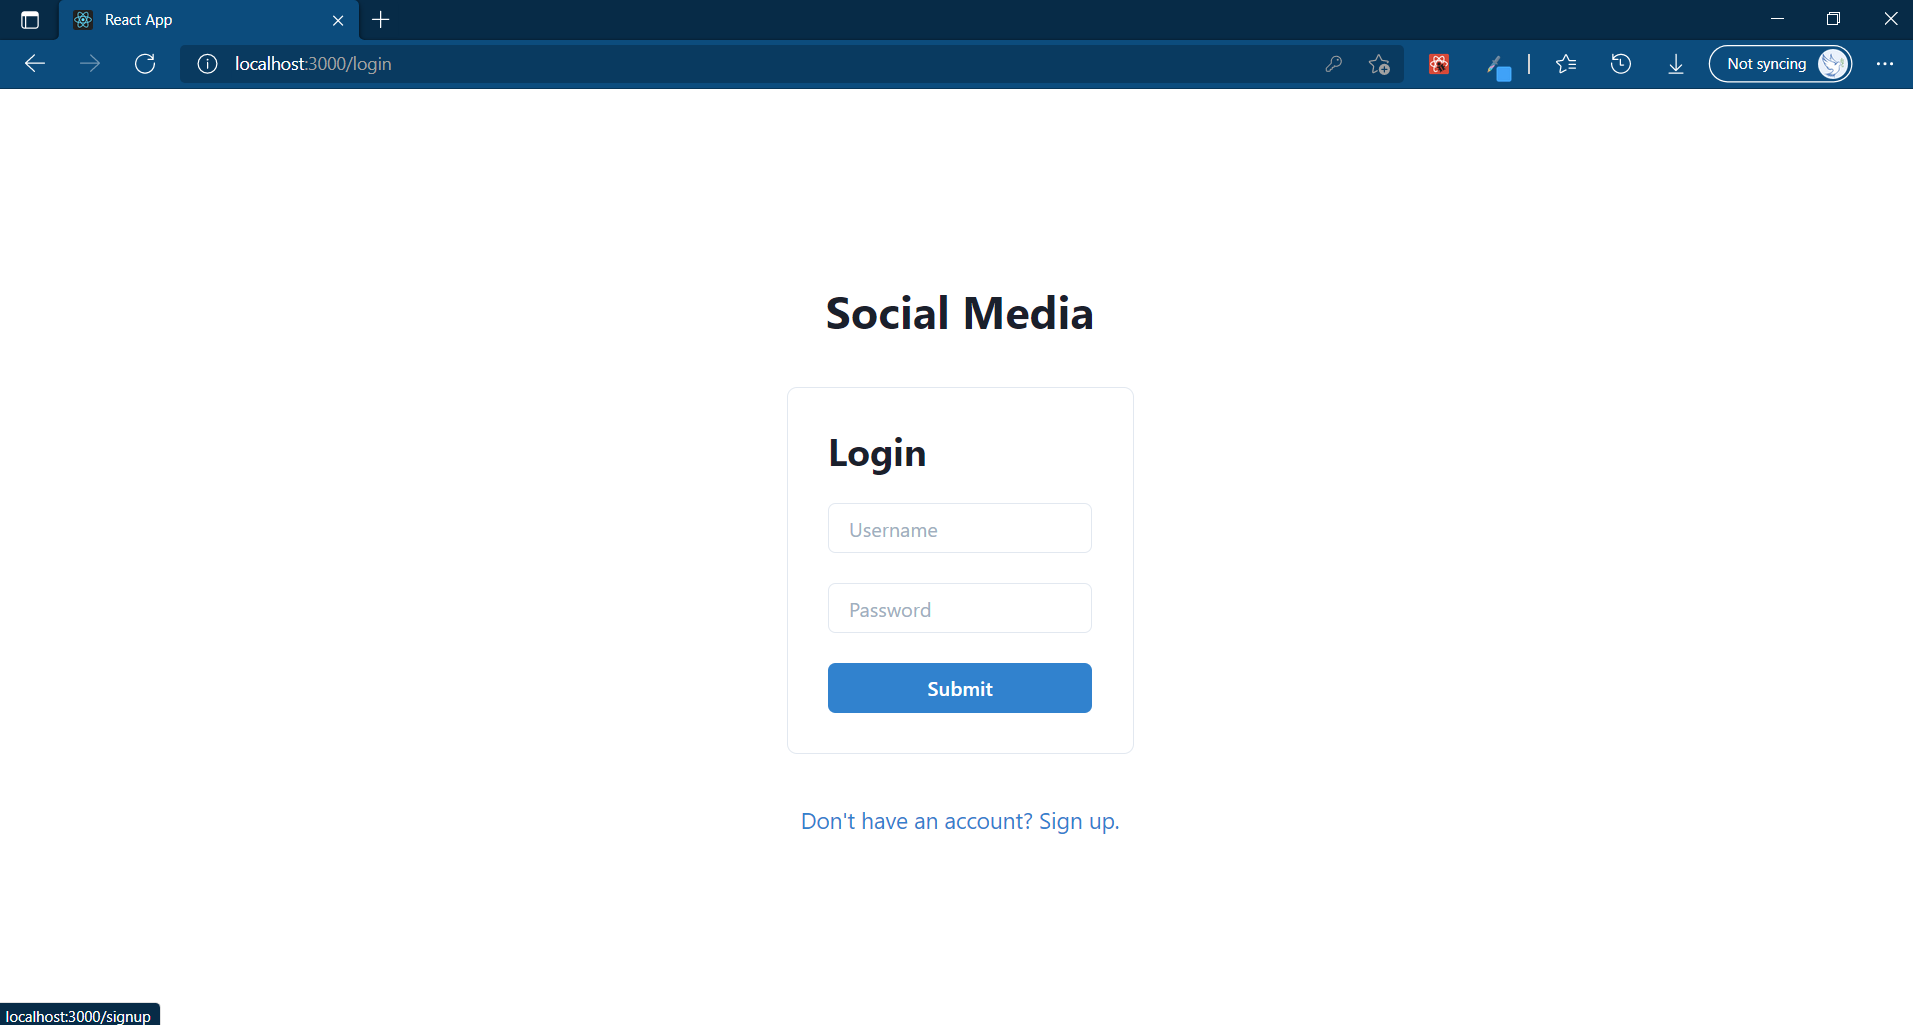 React App
localhost:3000/login
Not syncing
Social Media
Login
Username
Password
Submit
Don't have an account? Sign up.
localhost:3000/signup